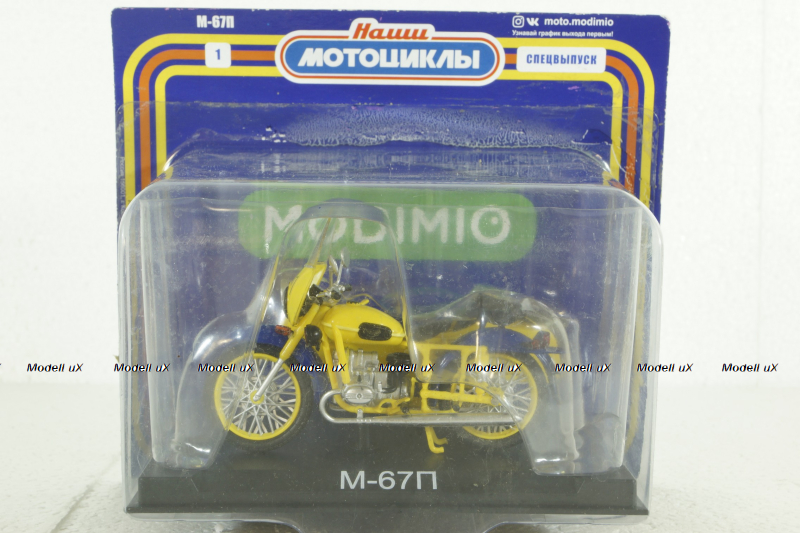 М-67П
1
Наши
МОТОЦИКЛЫ
moto.modimio
Узнавай график выхода первым!
СПЕЦВЫПУСК
MODIMIO
Modell uX Modell uX Modell uX Modell uX Modell uX Modell uX Modell uX Modell uX Modell uX
М-67П